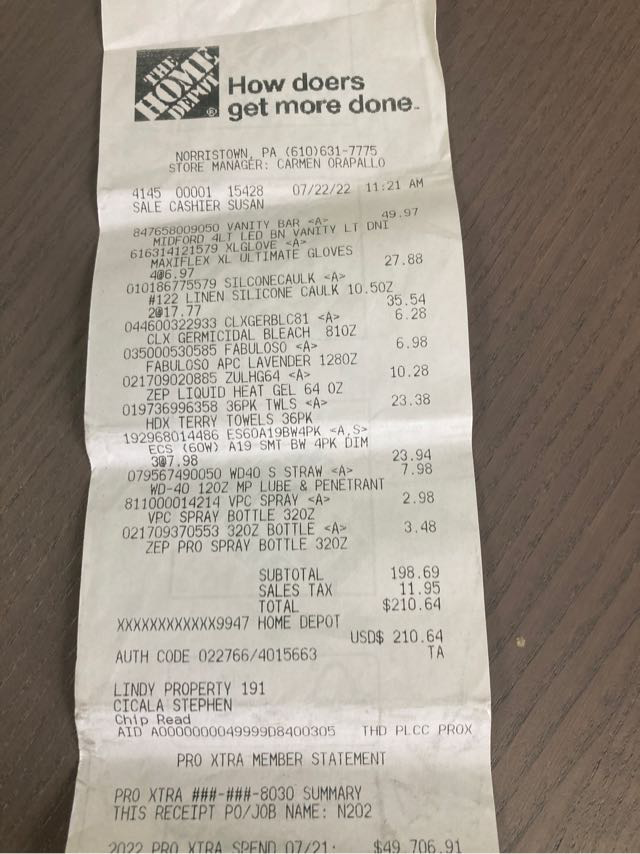 THE
HOME
DEPOT
®
How doers
get more done™
NORRISTOWN, PA (610)631-7775
STORE MANAGER: CARMEN ORAPALLO
4145 00001 15428 07/22/22 11:21 AM
SALE CASHIER SUSAN
847658009050 VANITY BAR <A> 49.97
MIDFORD 4LT LED BN VANITY LT DNI
616314121579 XLGLOVE <A>
MAXIFLEX XL ULTIMATE GLOVES
4@6.97 27.88
010186775579 SILCONECAULK <A>
#122 LINEN SILICONE CAULK 10.5OZ
2@17.77 35.54
044600322933 CLXGERBLC81 <A> 6.28
CLX GERMICIDAL BLEACH 81OZ
035000530585 FABULOSO <A> 6.98
FABULOSO APC LAVENDER 128OZ
021709020885 ZULHG64 <A> 10.28
ZEP LIQUID HEAT GEL 64 OZ
019736996358 36PK TWLS <A> 23.38
HDX TERRY TOWELS 36PK
192968014486 ES60A19BW4PK <A,S>
ECS (60W) A19 SMT BW 4PK DIM
3@7.98 23.94
079567490050 WD40 S STRAW <A> 7.98
WD-40 12OZ MP LUBE & PENETRANT
811000014214 VPC SPRAY <A> 2.98
VPC SPRAY BOTTLE 32OZ
021709370553 32OZ BOTTLE <A> 3.48
ZEP PRO SPRAY BOTTLE 32OZ
SUBTOTAL 198.69
SALES TAX 11.95
TOTAL $210.64
XXXXXXXXXXXX9947 HOME DEPOT
USD$ 210.64
AUTH CODE 022766/4015663 TA
LINDY PROPERTY 191
CICALA STEPHEN
Chip Read
AID A0000000049999D8400305 THD PLCC PROX
PRO XTRA MEMBER STATEMENT
PRO XTRA ###-###-8030 SUMMARY
THIS RECEIPT PO/JOB NAME: N202
2022 PRO XTRA SPEND 07/21: $49,706.91